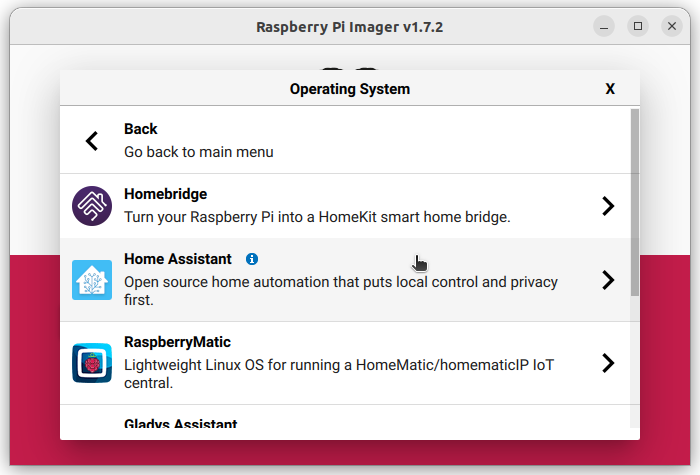 Raspberry Pi Imager v1.7.2
Operating System
X
Back
Go back to main menu
Homebridge
Turn your Raspberry Pi into a HomeKit smart home bridge.
Home Assistant
Open source home automation that puts local control and privacy
first.
RaspberryMatic
Lightweight Linux OS for running a HomeMatic/homematicIP IoT
central.
Gladys Assistant